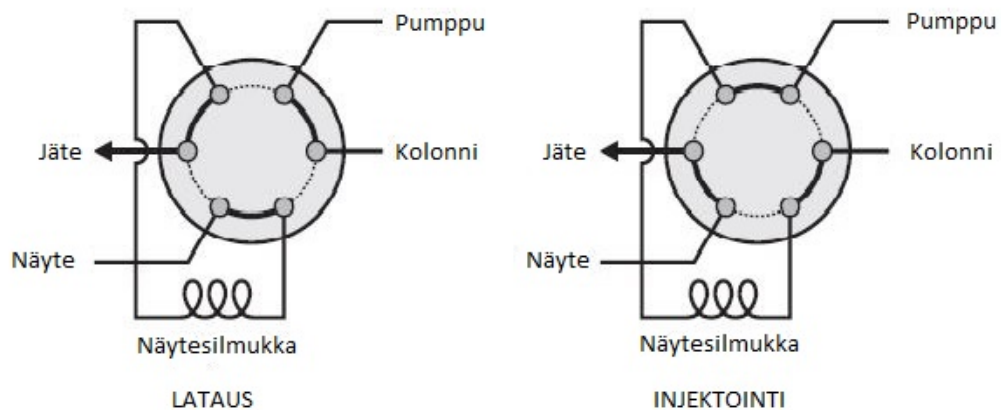 Pumppu
Jäte
Kolonni
Näyte
Näytesilmukka
LATAUS
Pumppu
Jäte
Kolonni
Näyte
Näytesilmukka
INJEKTOINTI